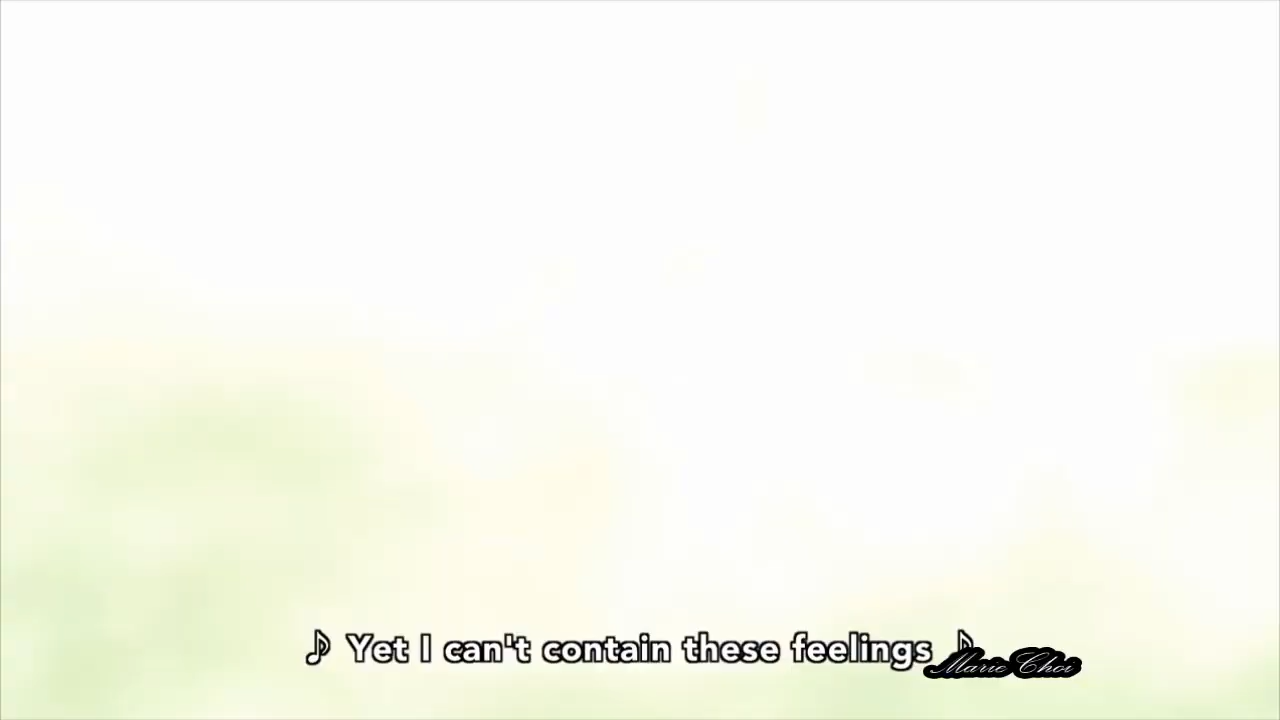 ♪ Yet I can't contain these feelings ♪
Marie Choi